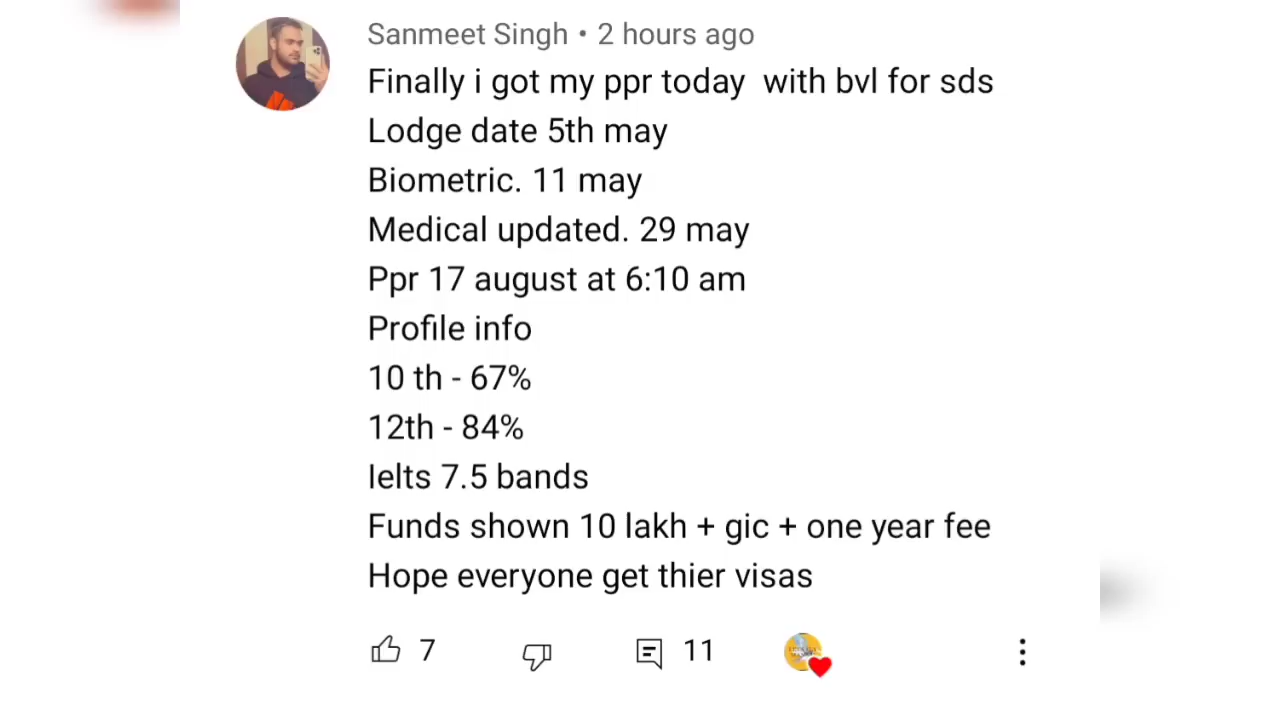 Sanmeet Singh • 2 hours ago
Finally i got my ppr today  with bvl for sds
Lodge date 5th may
Biometric. 11 may
Medical updated. 29 may
Ppr 17 august at 6:10 am
Profile info
10 th - 67%
12th - 84%
Ielts 7.5 bands
Funds shown 10 lakh + gic + one year fee
Hope everyone get thier visas
7 11